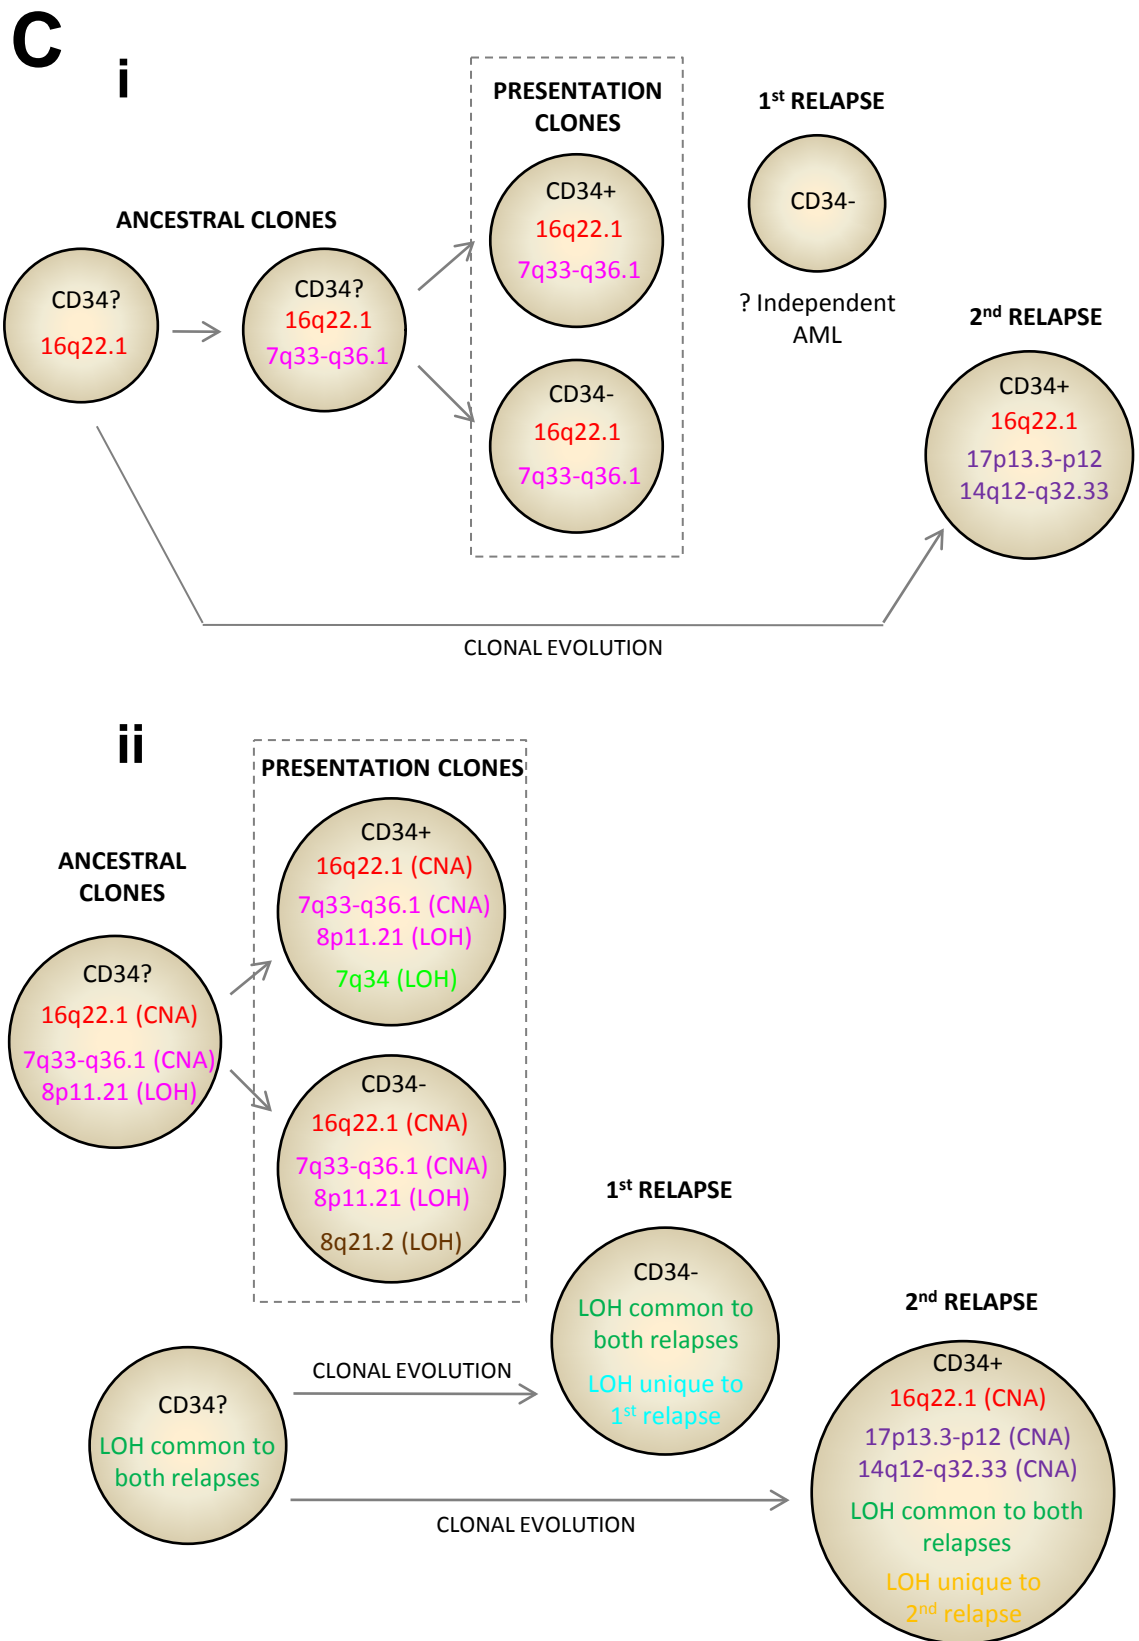 C
i
PRESENTATION
CLONES
1st RELAPSE
CD34+
16q22.1
7q33-q36.1
CD34-
ANCESTRAL CLONES
CD34?
16q22.1
CD34?
16q22.1
7q33-q36.1
? Independent
AML
2nd RELAPSE
CD34-
16q22.1
7q33-q36.1
CD34+
16q22.1
17p13.3-p12
14q12-q32.33
CLONAL EVOLUTION
ii
PRESENTATION CLONES
ANCESTRAL
CLONES
CD34+
16q22.1 (CNA)
7q33-q36.1 (CNA)
8p11.21 (LOH)
7q34 (LOH)
CD34?
16q22.1 (CNA)
7q33-q36.1 (CNA)
8p11.21 (LOH)
CD34-
16q22.1 (CNA)
7q33-q36.1 (CNA)
8p11.21 (LOH)
8q21.2 (LOH)
1st RELAPSE
CD34-
LOH common to
both relapses
LOH unique to
1st relapse
2nd RELAPSE
CLONAL EVOLUTION
CD34?
LOH common to
both relapses
CD34+
16q22.1 (CNA)
17p13.3-p12 (CNA)
14q12-q32.33 (CNA)
LOH common to both
relapses
LOH unique to
2nd relapse
CLONAL EVOLUTION